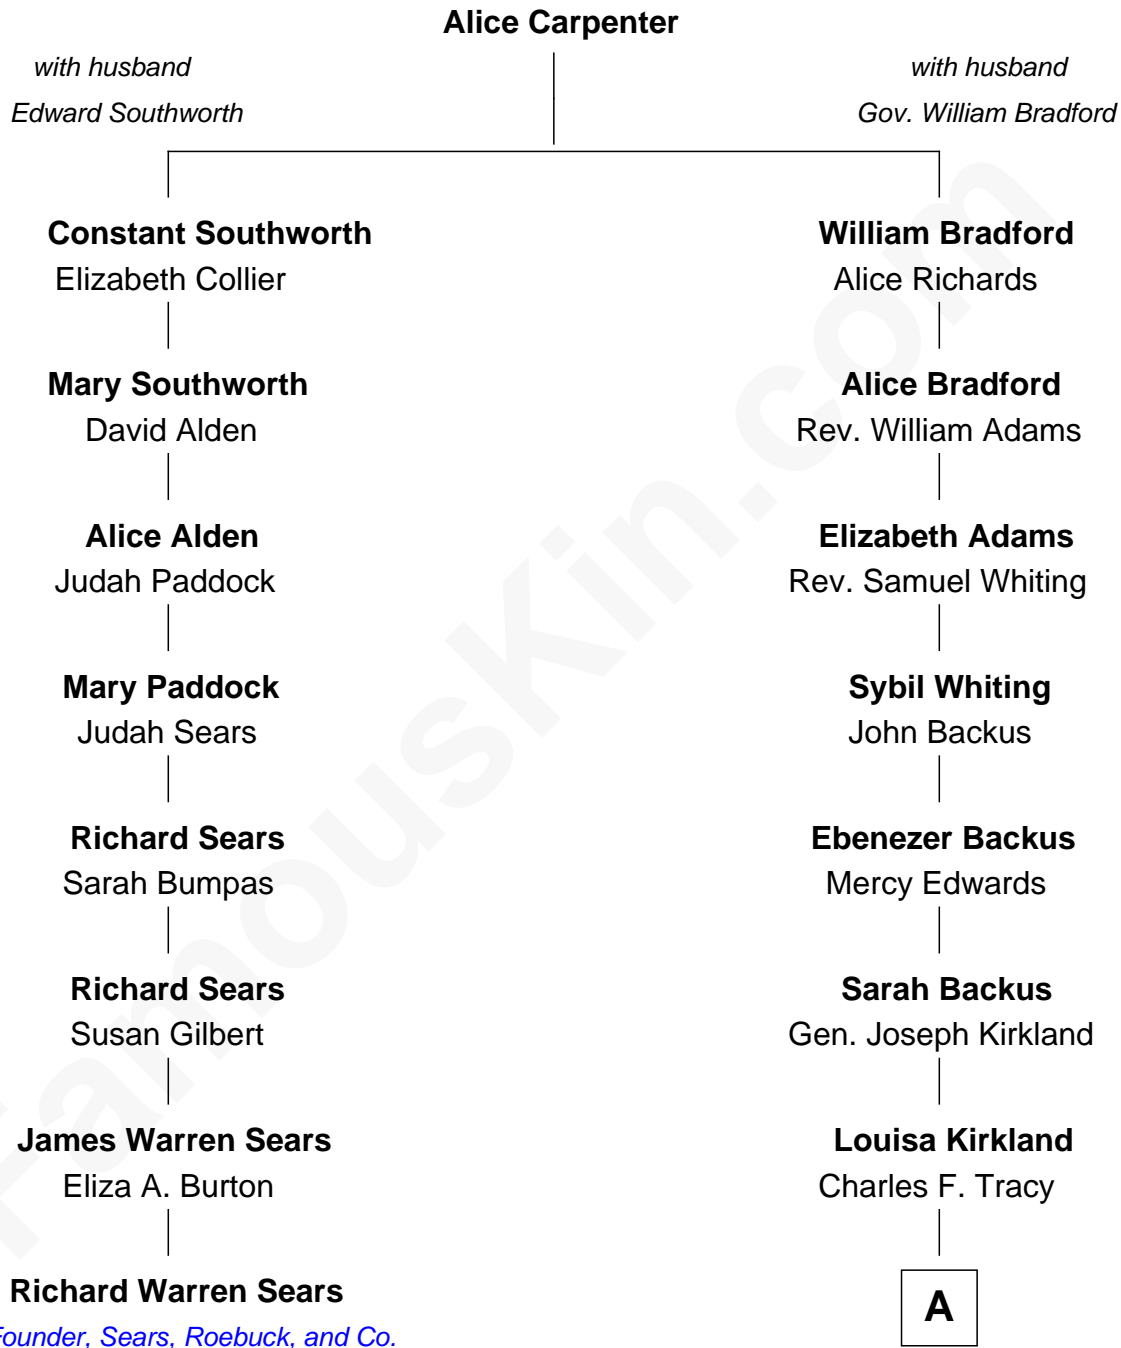 Alice Carpenter
with husband
Edward Southworth
with husband
Gov. William Bradford
Constant Southworth
Elizabeth Collier
William Bradford
Alice Richards
Mary Southworth
David Alden
Alice Bradford
Rev. William Adams
Alice Alden
Judah Paddock
Elizabeth Adams
Rev. Samuel Whiting
Mary Paddock
Judah Sears
Sybil Whiting
John Backus
Richard Sears
Sarah Bumpas
Ebenezer Backus
Mercy Edwards
Richard Sears
Susan Gilbert
Sarah Backus
Gen. Joseph Kirkland
James Warren Sears
Eliza A. Burton
Louisa Kirkland
Charles F. Tracy
Richard Warren Sears
Founder, Sears, Roebuck, and Co.
A
FamousKin.com